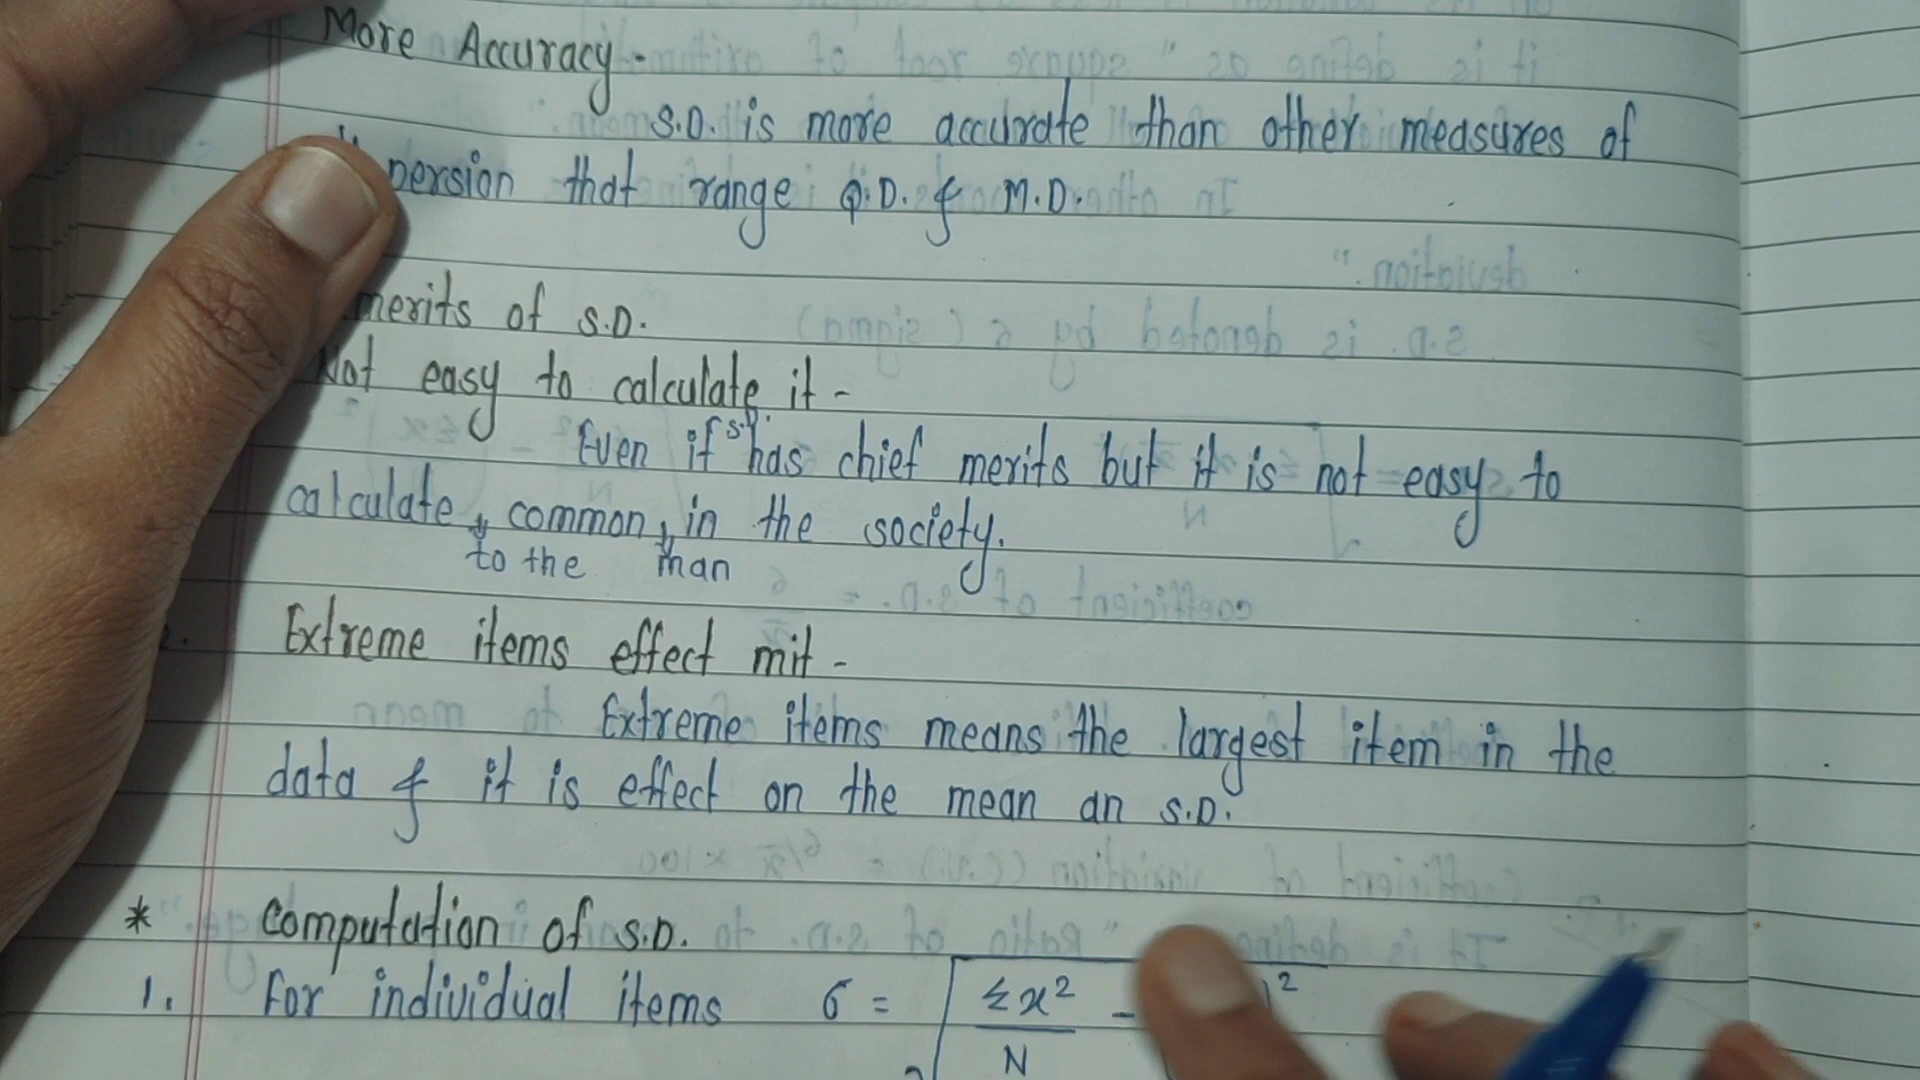 More Accuracy -
S.D. is more accurate than other measures of
persion that range Q.D. & M.D.
merits of S.D.
Not easy to calculate it -
Even if S.D. has chief merits but it is not easy to
calculate to the common man in the society.
Extreme items effect mit -
Extreme items means the largest item in the
data & it is effect on the mean an S.D.
* Computation of S.D.
1. For individual items σ = √ Σx² / N - )²